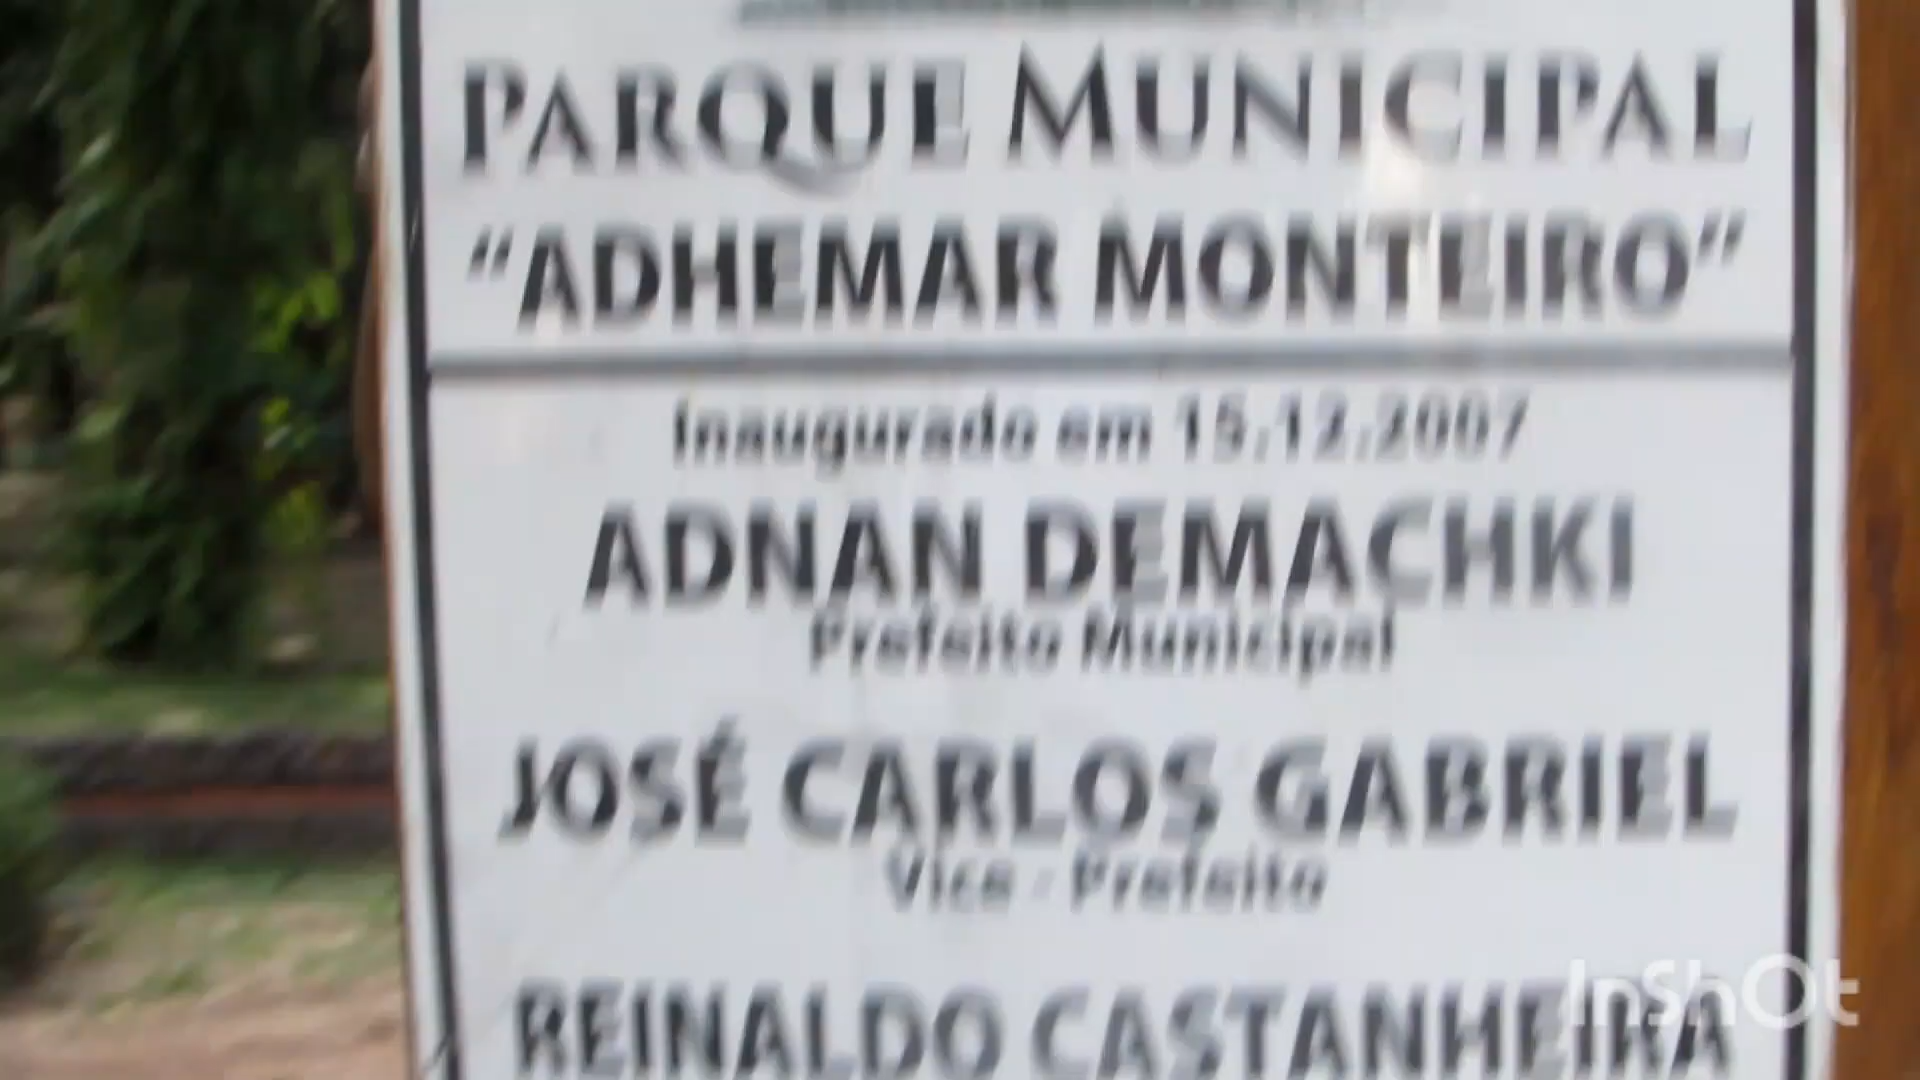 PARQUE MUNICIPAL
"ADHEMAR MONTEIRO"
Inaugurado em 15.12.2007
ADNAN DEMACHKI
Prefeito Municipal
JOSÉ CARLOS GABRIEL
Vice - Prefeito
REINALDO CASTANHEIRA
InShOt